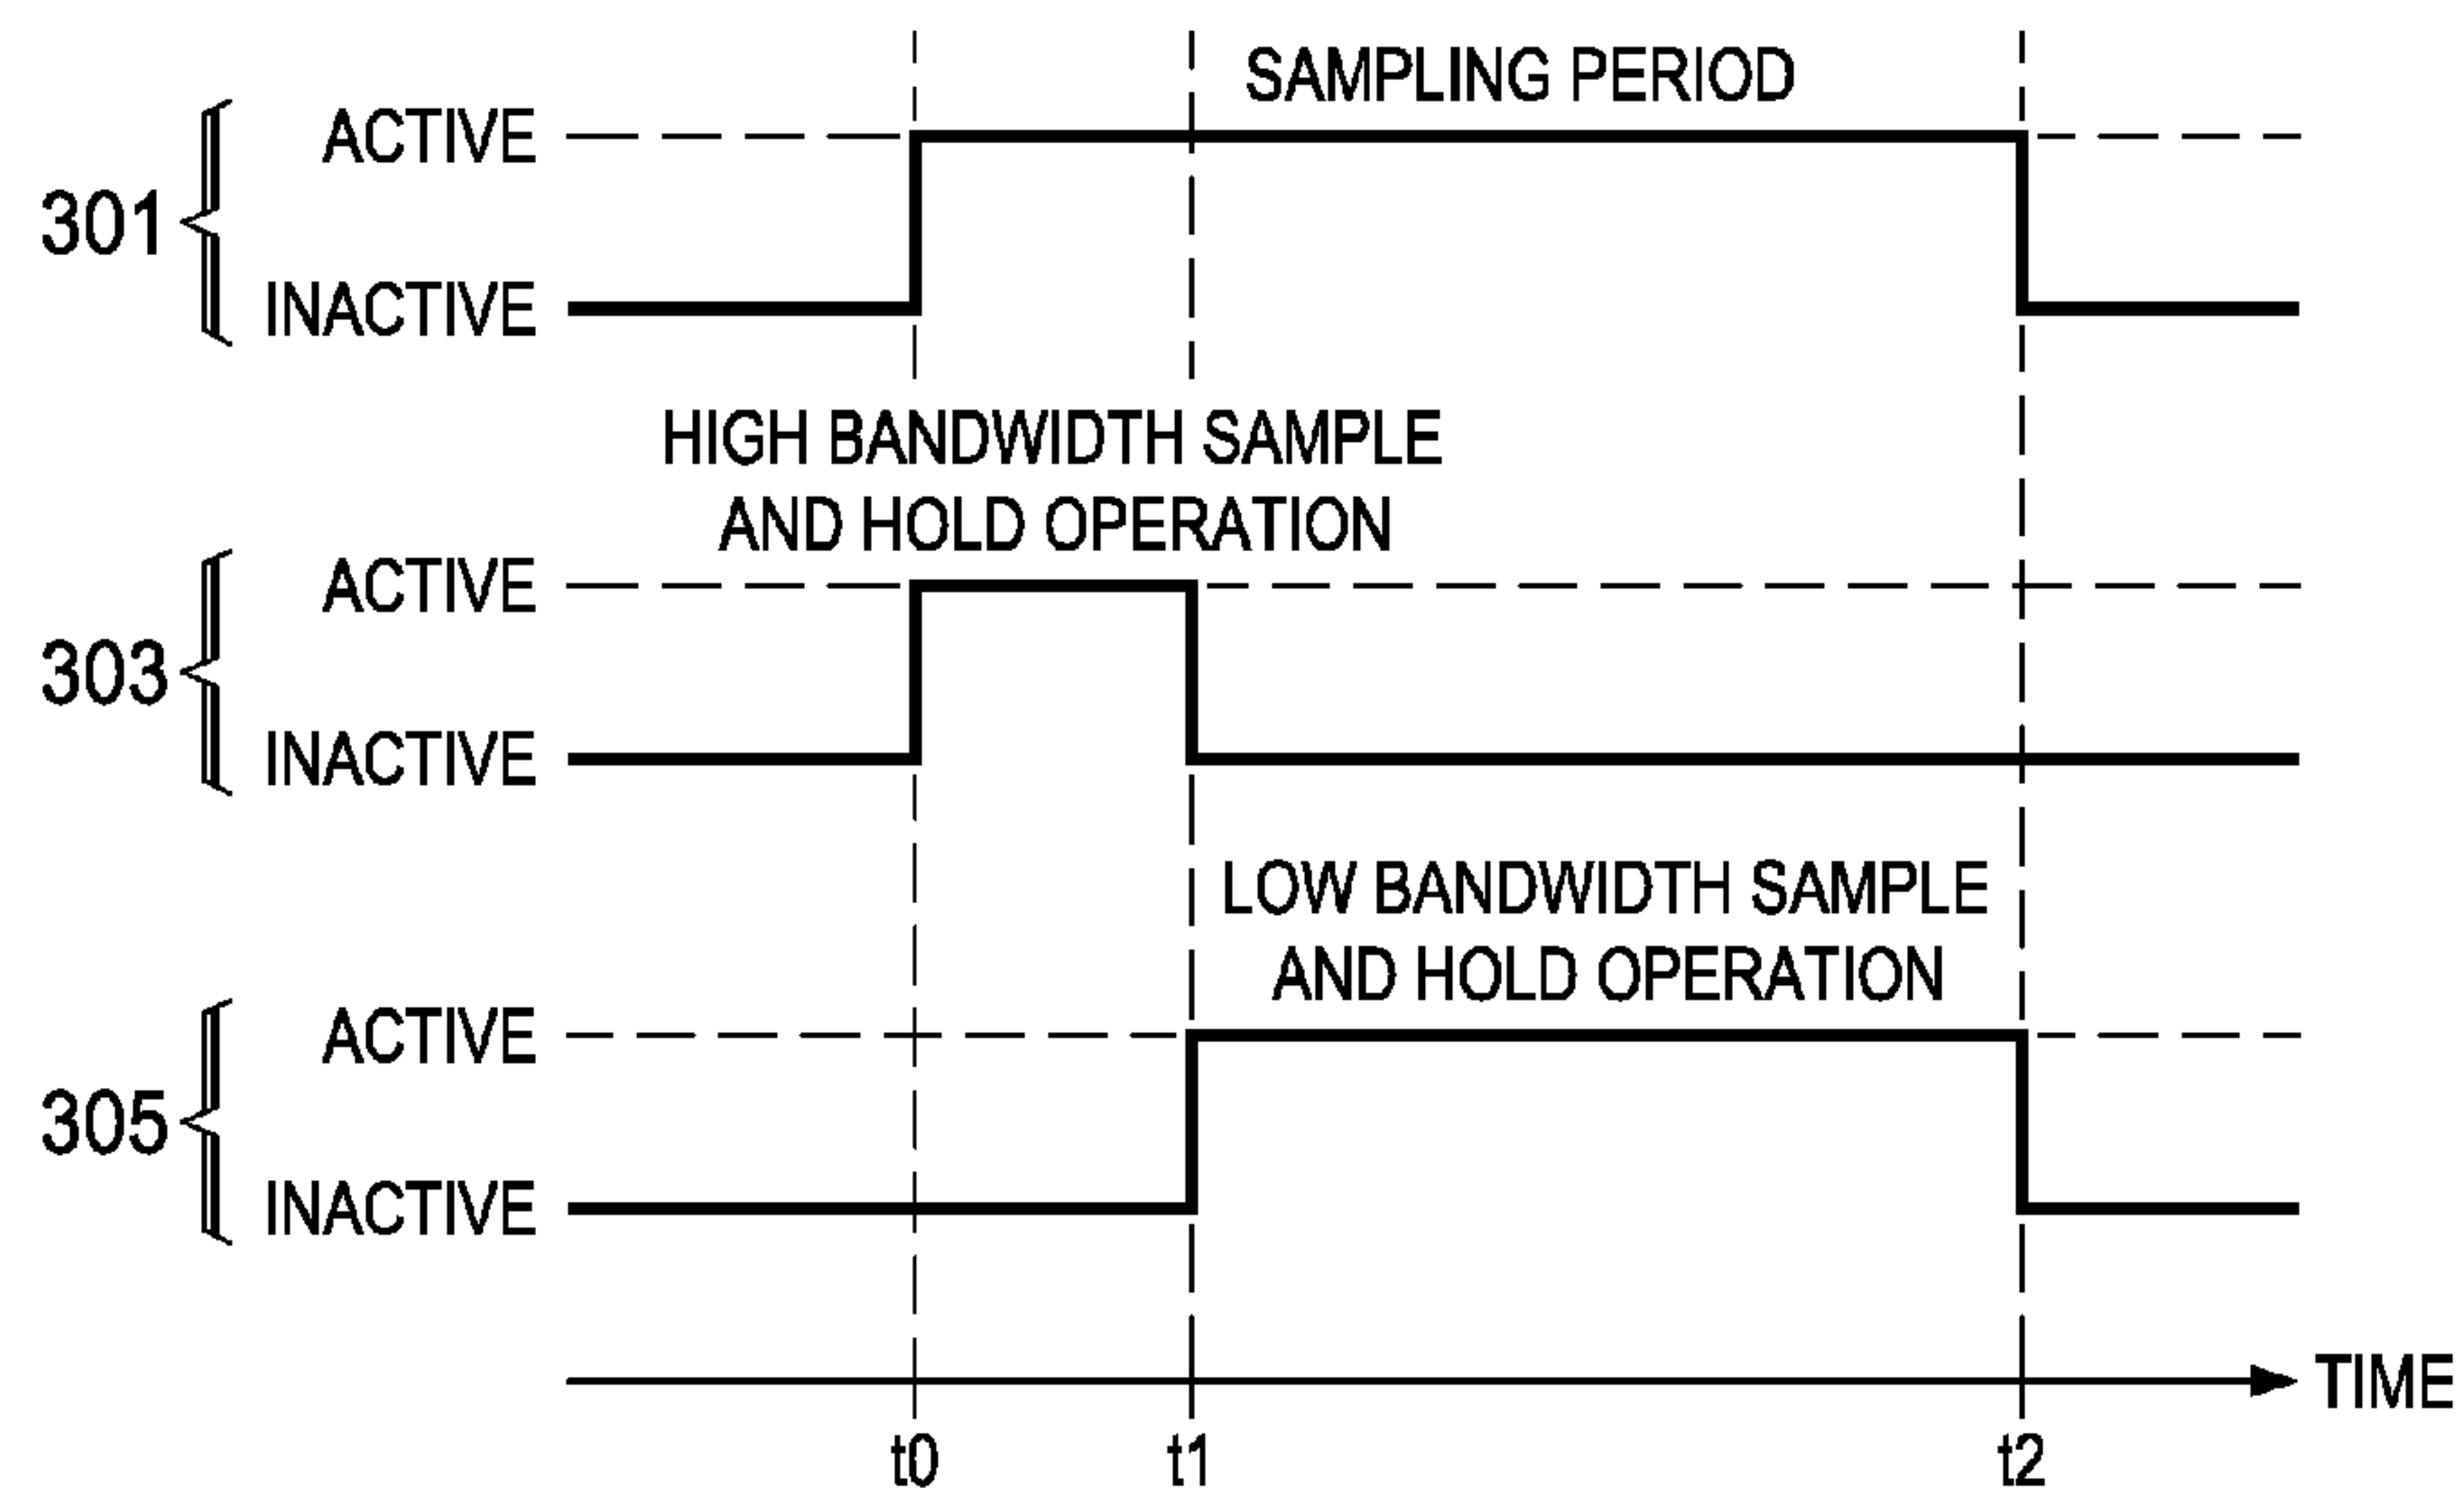 SAMPLING PERIOD
ACTIVE
301
INACTIVE
HIGH BANDWIDTH SAMPLE
AND HOLD OPERATION
ACTIVE
303
INACTIVE
LOW BANDWIDTH SAMPLE
AND HOLD OPERATION
ACTIVE
305
INACTIVE
TIME
t0 t1 t2